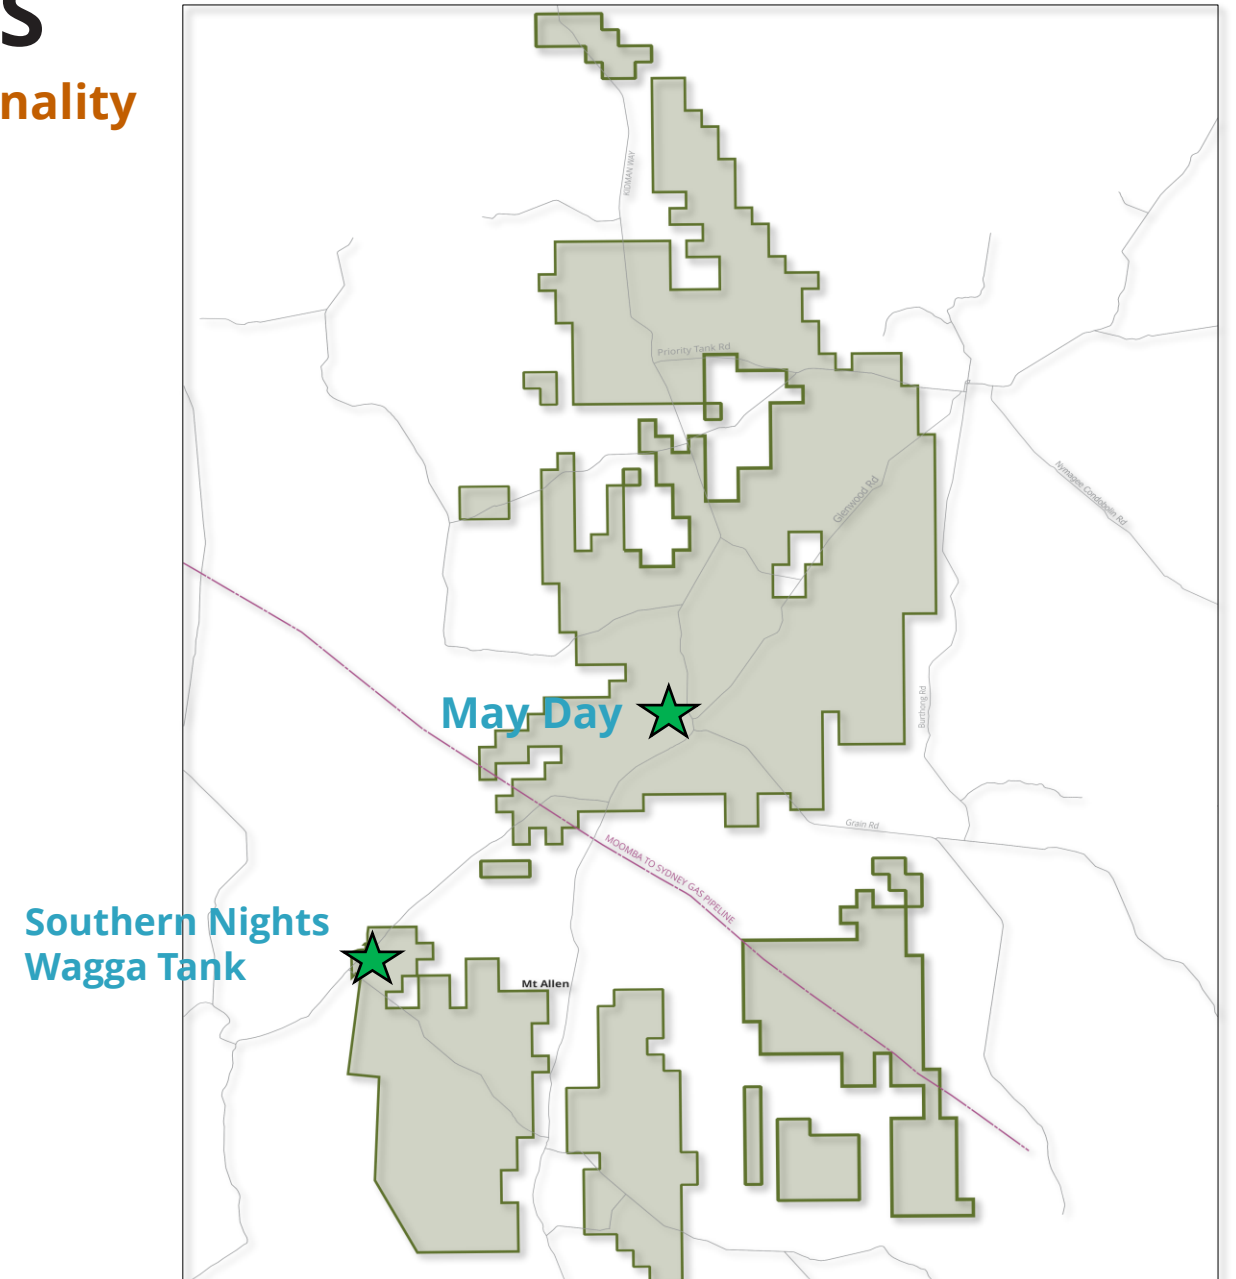 s
nality
KIDMAN WAY
Priority Tank Rd
Nymagee Condobolin Rd
Glenwood Rd
Burthong Rd
May Day
Grain Rd
MOOMBA TO SYDNEY GAS PIPELINE
Southern Nights
Wagga Tank
Mt Allen